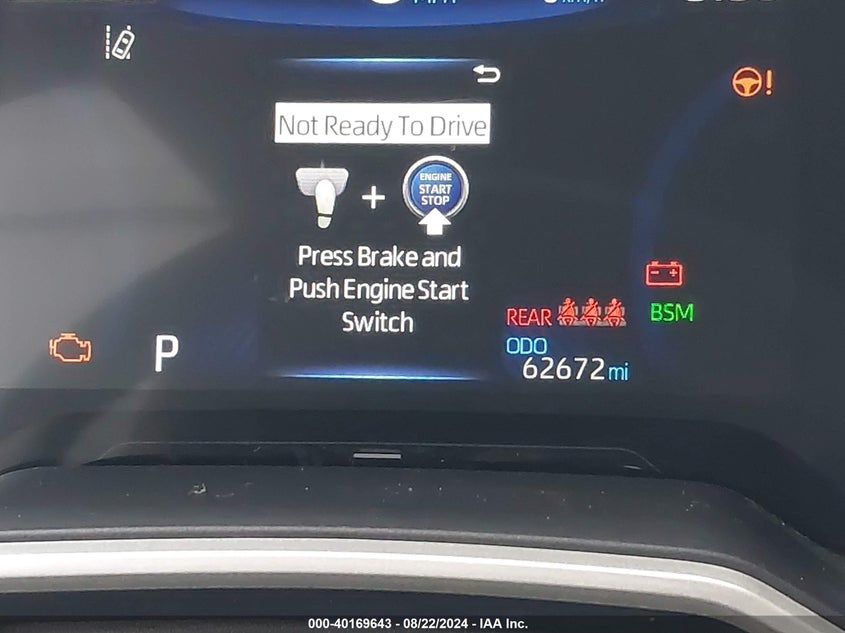 Not Ready To Drive
ENGINE
START
STOP
Press Brake and
Push Engine Start
Switch
REAR
BSM
P
ODO
62672 mi
000-40169643 - 08/22/2024 - IAA Inc.